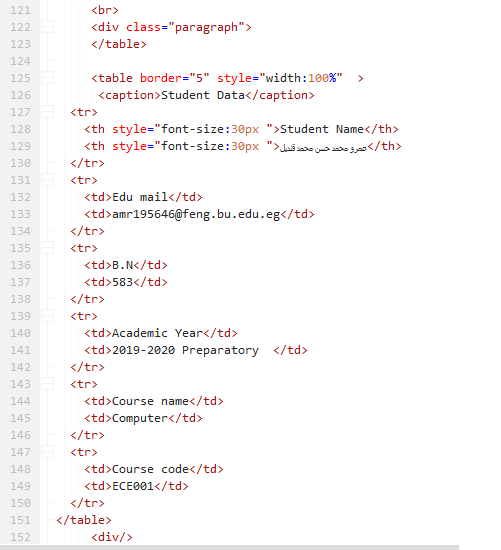 121 <br>
122 <div class="paragraph">
123 </table>
124
125 <table border="5" style="width:100%"  >
126 <caption>Student Data</caption>
127 <tr>
128 <th style="font-size:30px ">Student Name</th>
129 <th style="font-size:30px ">عمرو محمد حسن محمد قنديل</th>
130 </tr>
131 <tr>
132 <td>Edu mail</td>
133 <td>amr195646@feng.bu.edu.eg</td>
134 </tr>
135 <tr>
136 <td>B.N</td>
137 <td>583</td>
138 </tr>
139 <tr>
140 <td>Academic Year</td>
141 <td>2019-2020 Preparatory  </td>
142 </tr>
143 <tr>
144 <td>Course name</td>
145 <td>Computer</td>
146 </tr>
147 <tr>
148 <td>Course code</td>
149 <td>ECE001</td>
150 </tr>
151 </table>
152 <div/>